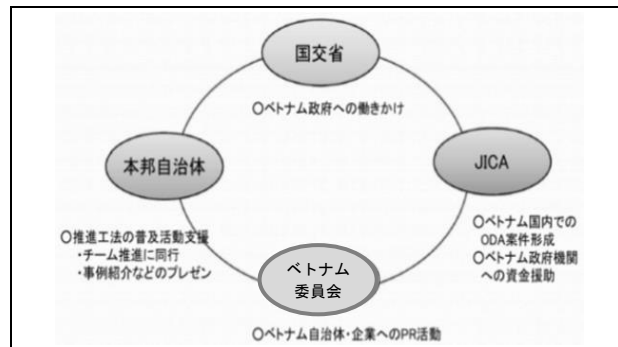 国交省
〇ベトナム政府への働きかけ
本邦自治体
JICA
〇推進工法の普及活動支援
・チーム推進に同行
・事例紹介などのプレゼン
〇ベトナム国内での
ODA案件形成
〇ベトナム政府機関
への資金援助
ベトナム
委員会
〇ベトナム自治体・企業へのPR活動